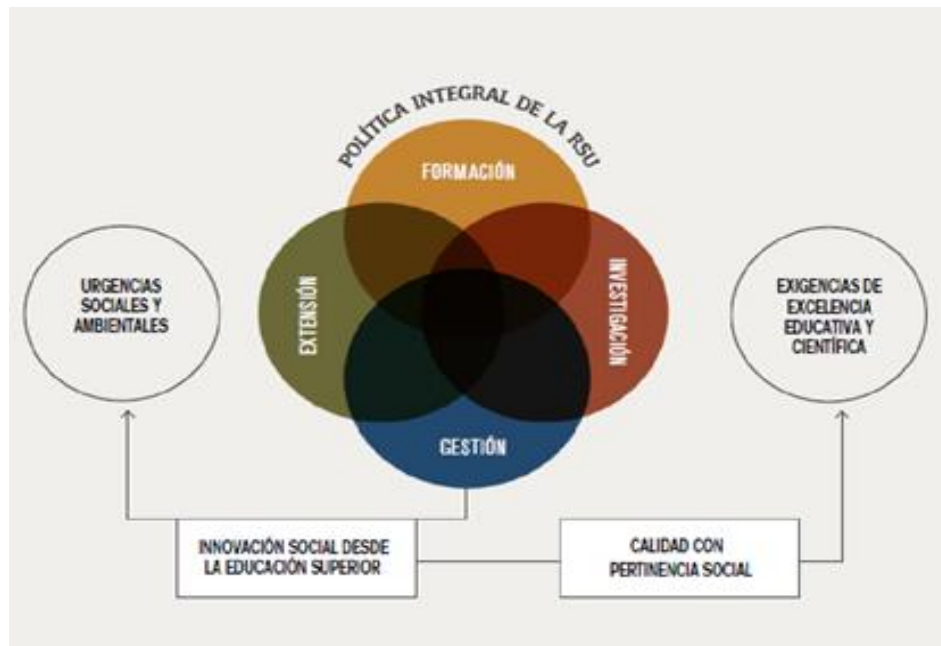 POLÍTICA INTEGRAL DE LA RSU
FORMACIÓN
EXTENSIÓN
INVESTIGACIÓN
GESTIÓN
URGENCIAS
SOCIALES Y
AMBIENTALES
EXIGENCIAS DE
EXCELENCIA
EDUCATIVA Y
CIENTÍFICA
INNOVACIÓN SOCIAL DESDE
LA EDUCACIÓN SUPERIOR
CALIDAD CON
PERTINENCIA SOCIAL